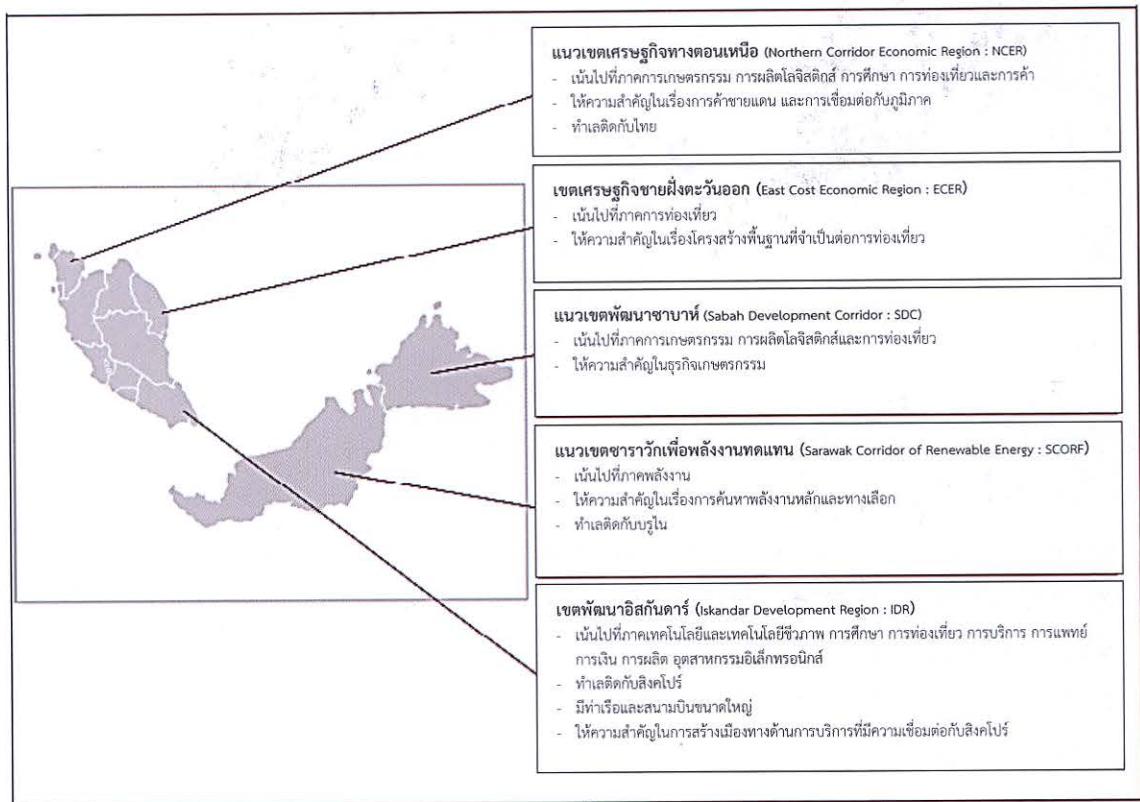 แนวเขตเศรษฐกิจทางตอนเหนือ (Northern Corridor Economic Region : NCER)
- เน้นไปที่ภาคการเกษตรกรรม การผลิตโลจิสติกส์ การศึกษา การท่องเที่ยวและการค้า
- ให้ความสำคัญในเรื่องการค้าชายแดน และการเชื่อมต่อกับภูมิภาค
- ทำเลติดกับไทย
เขตเศรษฐกิจชายฝั่งตะวันออก (East Cost Economic Region : ECER)
- เน้นไปที่ภาคการท่องเที่ยว
- ให้ความสำคัญในเรื่องโครงสร้างพื้นฐานที่จำเป็นต่อการท่องเที่ยว
แนวเขตพัฒนาซาบาห์ (Sabah Development Corridor : SDC)
- เน้นไปที่ภาคการเกษตรกรรม การผลิตโลจิสติกส์และการท่องเที่ยว
- ให้ความสำคัญในธุรกิจเกษตรกรรม
แนวเขตซาราวักเพื่อพลังงานทดแทน (Sarawak Corridor of Renewable Energy : SCORF)
- เน้นไปที่ภาคพลังงาน
- ให้ความสำคัญในเรื่องการค้นหาพลังงานหลักและทางเลือก
- ทำเลติดกับบรูไน
เขตพัฒนาอิสกันดาร์ (Iskandar Development Region : IDR)
- เน้นไปที่ภาคเทคโนโลยีและเทคโนโลยีชีวภาพ การศึกษา การท่องเที่ยว การบริการ การแพทย์
การเงิน การผลิต อุตสาหกรรมอิเล็กทรอนิกส์
- ทำเลติดกับสิงคโปร์
- มีท่าเรือและสนามบินขนาดใหญ่
- ให้ความสำคัญในการสร้างเมืองทางด้านการบริการที่มีความเชื่อมต่อกับสิงคโปร์